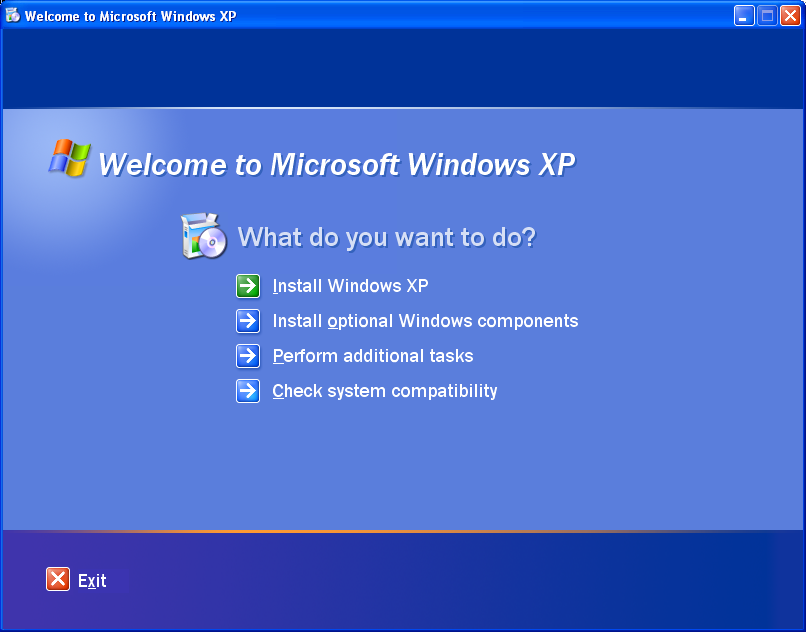 Welcome to Microsoft Windows XP
Welcome to Microsoft Windows XP
What do you want to do?
Install Windows XP
Install optional Windows components
Perform additional tasks
Check system compatibility
Exit